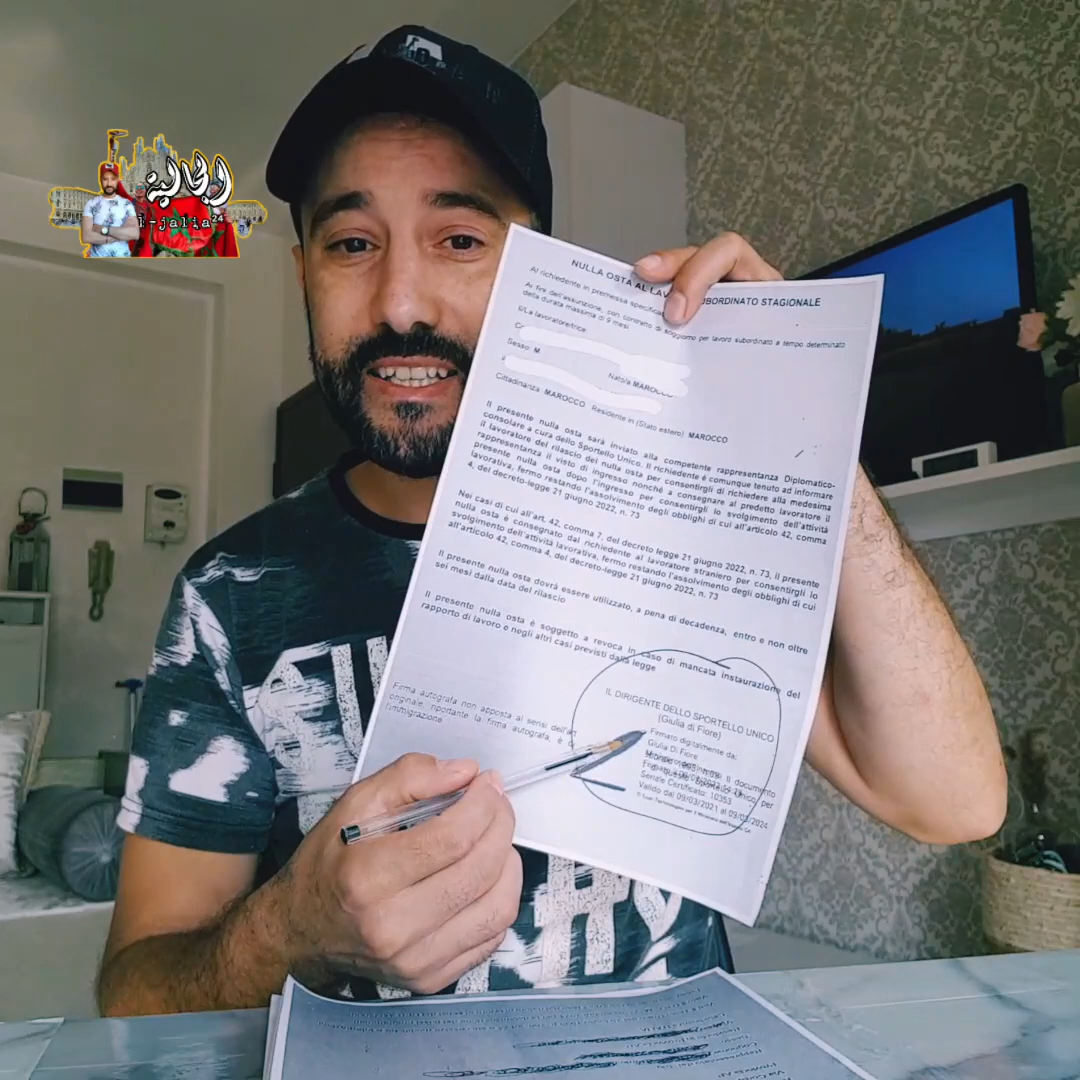 الجالية
l-jalia24
NULLA OSTA AL LAV UBORDINATO STAGIONALE
Al richiedente in premessa specificat
Ai fini dell'assunzione, con contratto di soggiorno per lavoro subordinato a tempo determinato
della durata massima di 9 mesi
Il/La lavoratore/trice
Sesso: M
Nato/a MAROCCO
Cittadinanza MAROCCO Residente in (Stato estero) MAROCCO
Il presente nulla osta sarà inviato alla competente rappresentanza Diplomatico-
consolare a cura dello Sportello Unico. Il richiedente è comunque tenuto ad informare
il lavoratore del rilascio del nulla osta per consentirgli di richiedere alla medesima
rappresentanza il visto di ingresso nonché a consegnare al predetto lavoratore il
presente nulla osta dopo l'ingresso per consentirgli lo svolgimento dell'attività
lavorativa, fermo restando l'assolvimento degli obblighi di cui all'articolo 42, comma
4, del decreto-legge 21 giugno 2022, n. 73
Nei casi di cui all'art. 42, comma 7, del decreto legge 21 giugno 2022, n. 73, il presente
nulla osta è consegnato dal richiedente al lavoratore straniero per consentirgli lo
svolgimento dell'attività lavorativa, fermo restando l'assolvimento degli obblighi di cui
all'articolo 42, comma 4, del decreto-legge 21 giugno 2022, n. 73
Il presente nulla osta dovrà essere utilizzato, a pena di decadenza, entro e non oltre
sei mesi dalla data del rilascio
Il presente nulla osta è soggetto a revoca in caso di mancata instaurazione del
rapporto di lavoro e negli altri casi previsti dalla legge
IL DIRIGENTE DELLO SPORTELLO UNICO
(Giulia di Fiore)
Firma autografa non apposta ai sensi dell'art
originale, riportante la firma autografa, è
l'immigrazione
Firmato digitalmente da:
Giulia Di Fiore
Il documento
per
Seriale Certificato: 10353
Valido dal 09/03/2021 al 09/03/2024